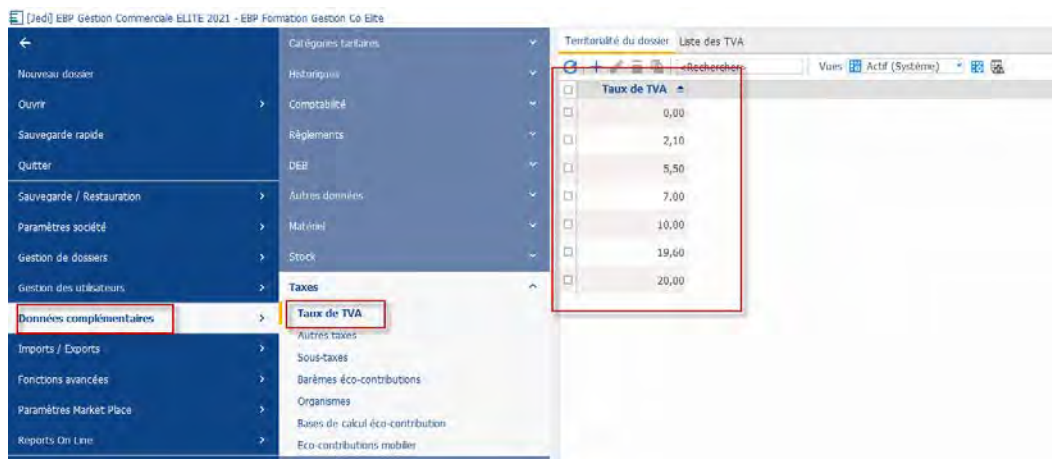 [Jedi] EBP Gestion Commerciale ELITE 2021 - EBP Formation Gestion Co Elite
Nouveau dossier
Ouvrir
Sauvegarde rapide
Quitter
Sauvegarde / Restauration
Paramètres société
Gestion de dossiers
Gestion des utilisateurs
Données complémentaires
Imports / Exports
Fonctions avancées
Paramètres Market Place
Reports On Line
Catégories tarifaires
Historiques
Comptabilité
Règlements
DEB
Autres données
Matériel
Stock
Taxes
Taux de TVA
Autres taxes
Sous-taxes
Barèmes éco-contributions
Organismes
Bases de calcul éco-contribution
Eco-contributions mobilier
Territorialité du dossier Liste des TVA
<Rechercher> Vues Actif (Système)
Taux de TVA
0,00
2,10
5,50
7,00
10,00
19,60
20,00